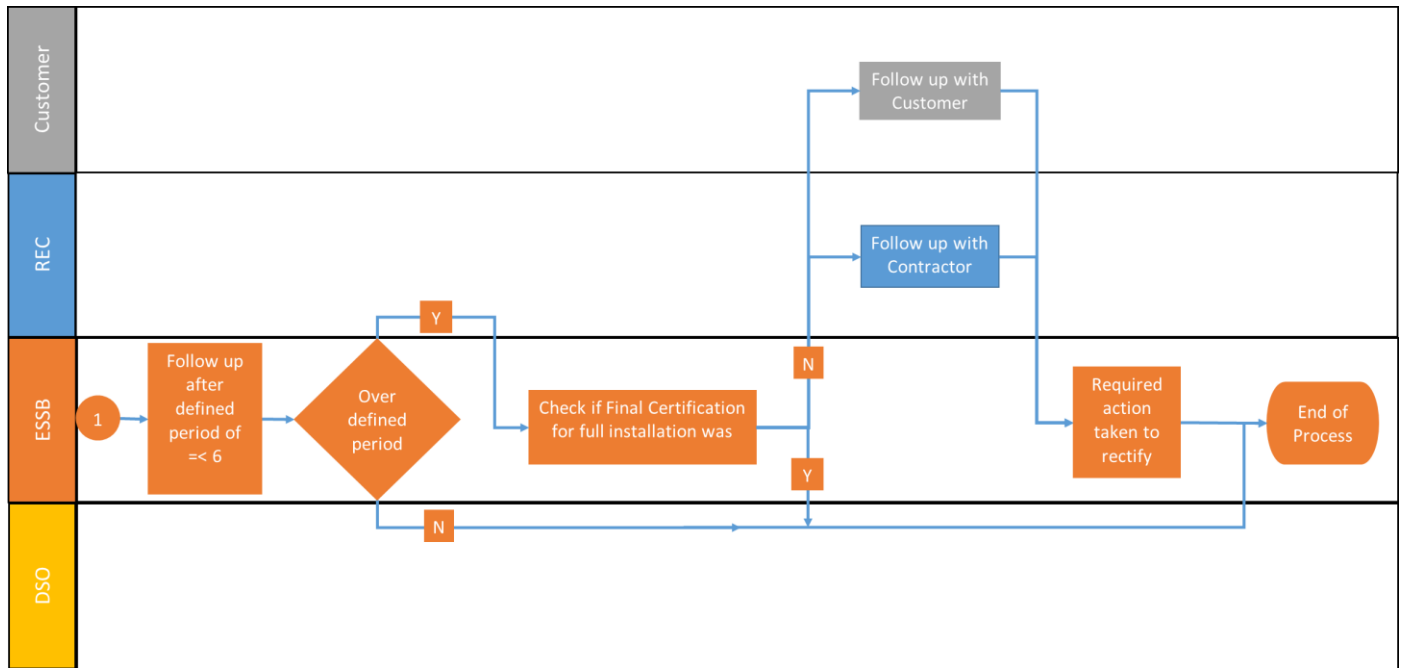 Customer
Follow up with
Customer
REC
Follow up with
Contractor
Y
ESSB
1
Follow up
after
defined
period of
=< 6
Over
defined
period
Check if Final Certification
for full installation was
N
Y
Required
action
taken to
rectify
End of
Process
DSO
N